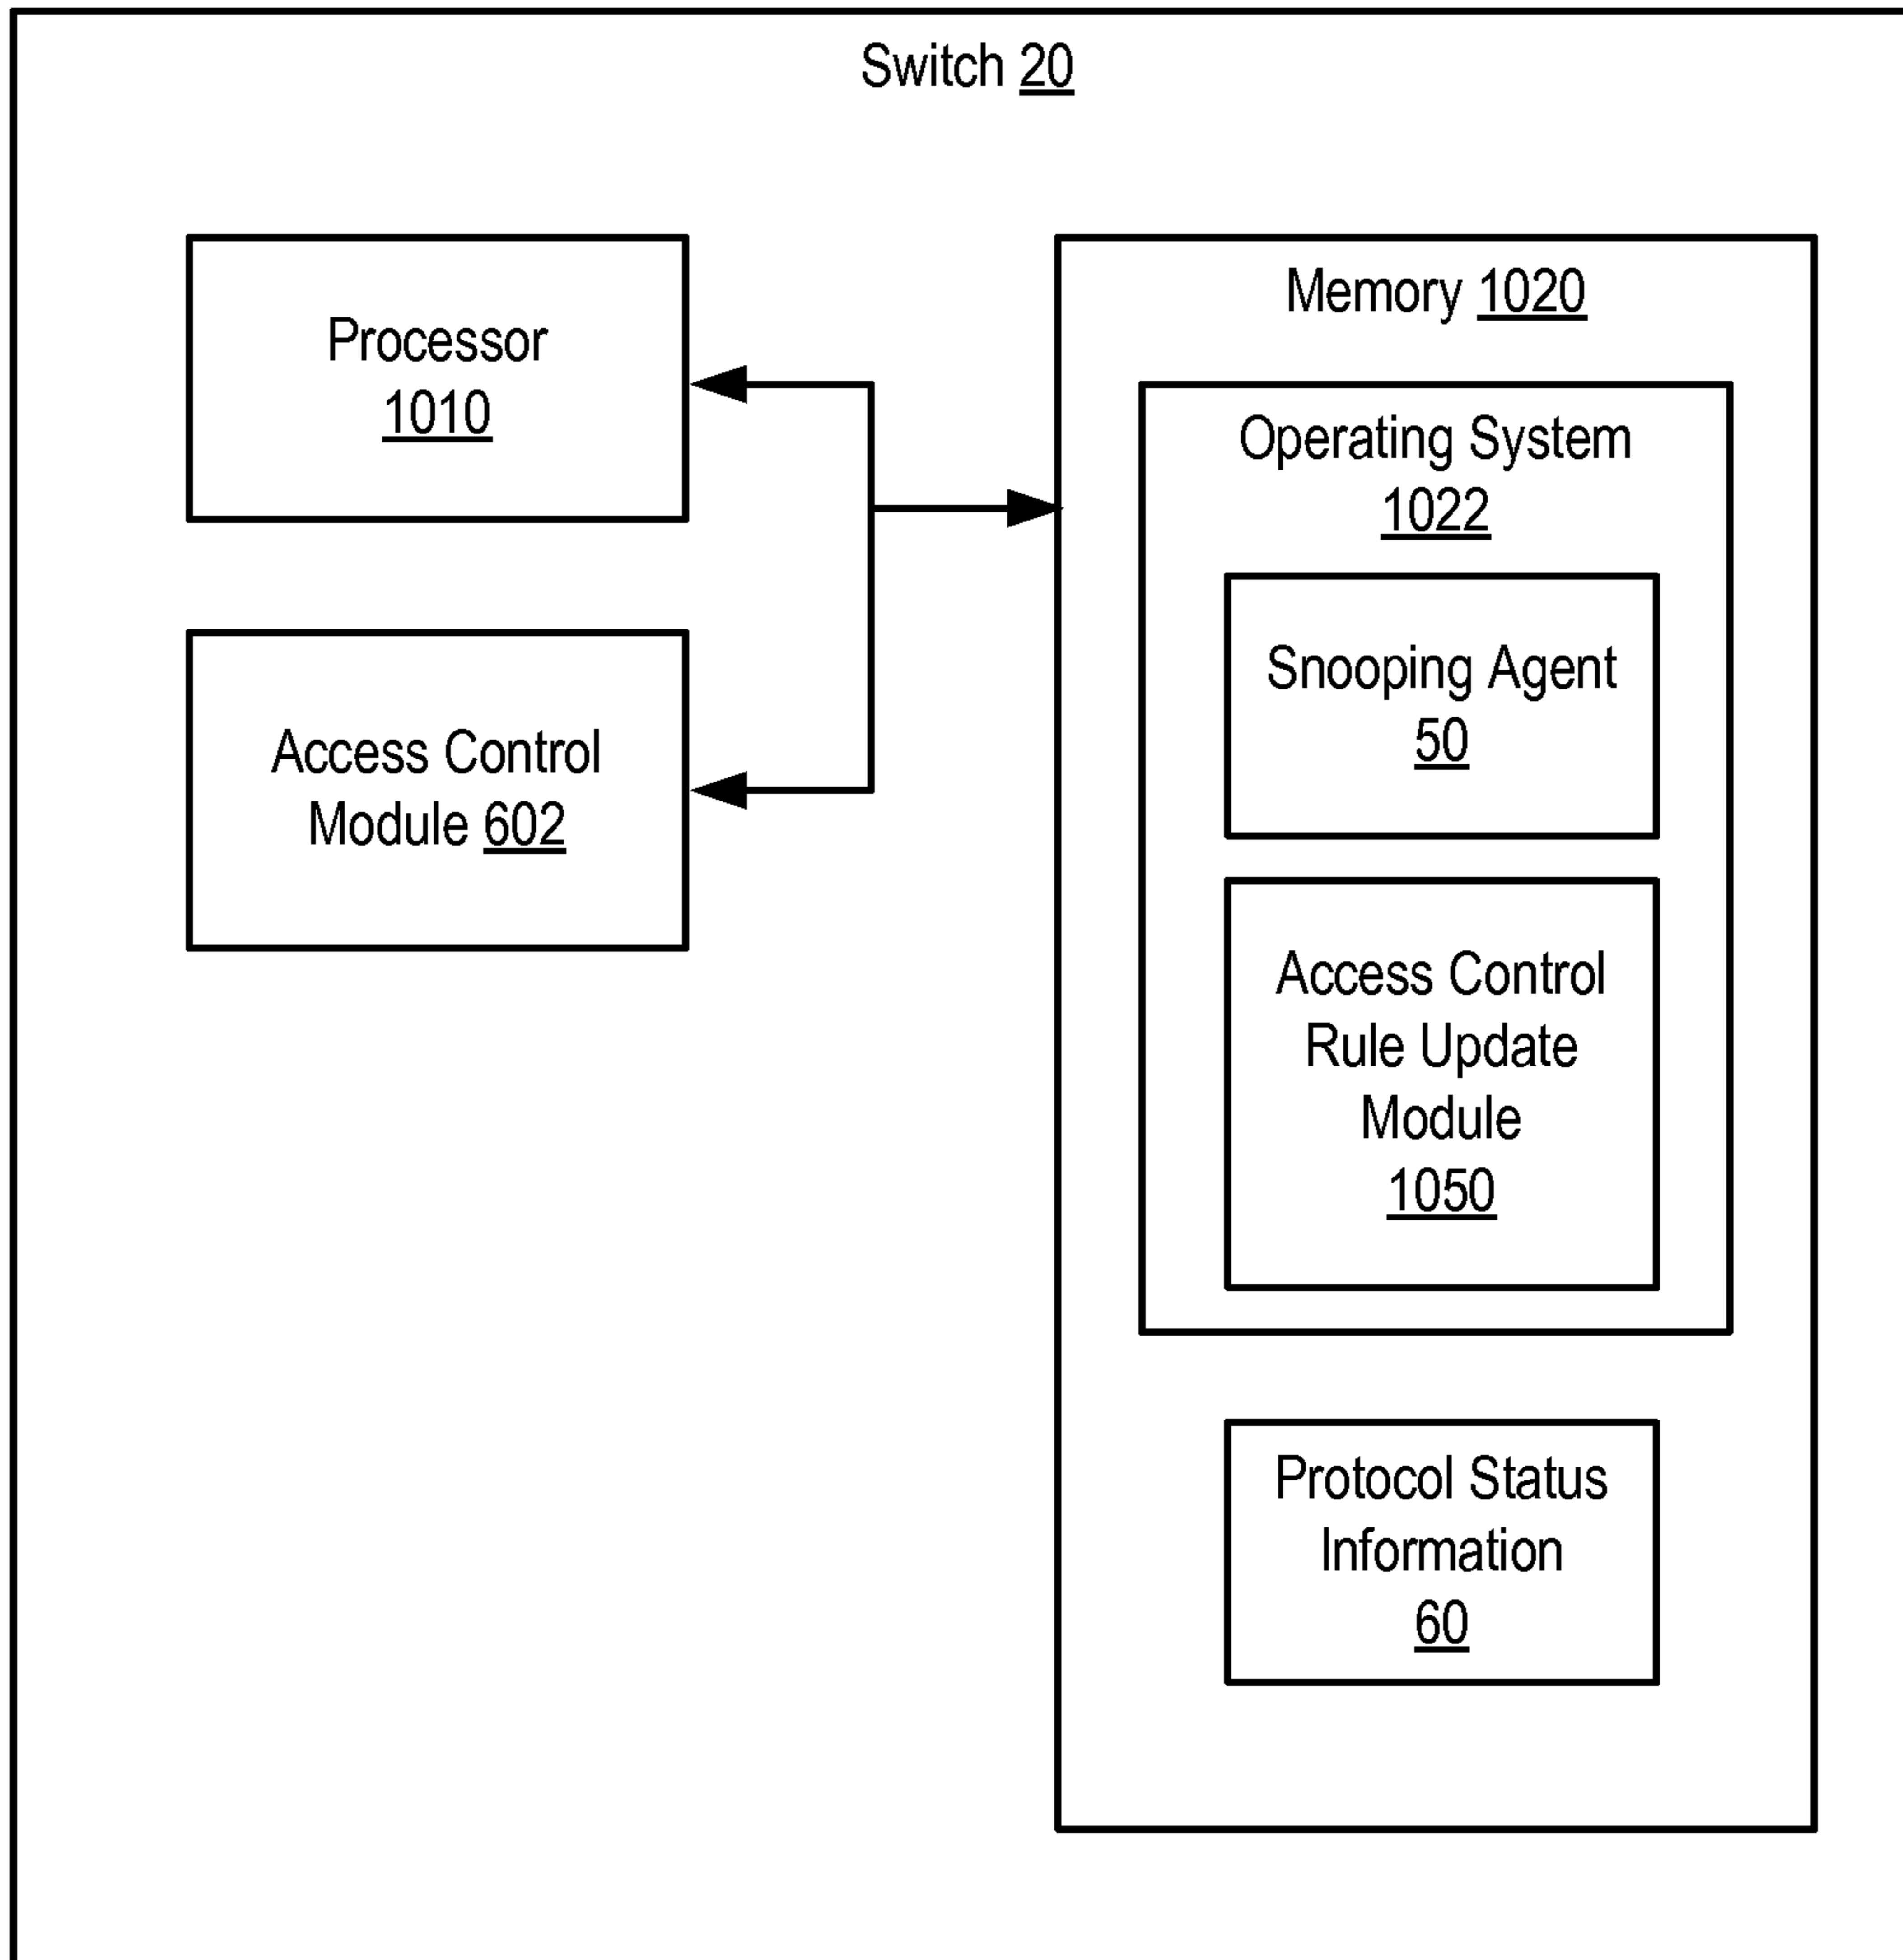 Switch 20
Processor
1010
Access Control
Module 602
Memory 1020
Operating System
1022
Snooping Agent
50
Access Control
Rule Update
Module
1050
Protocol Status
Information
60